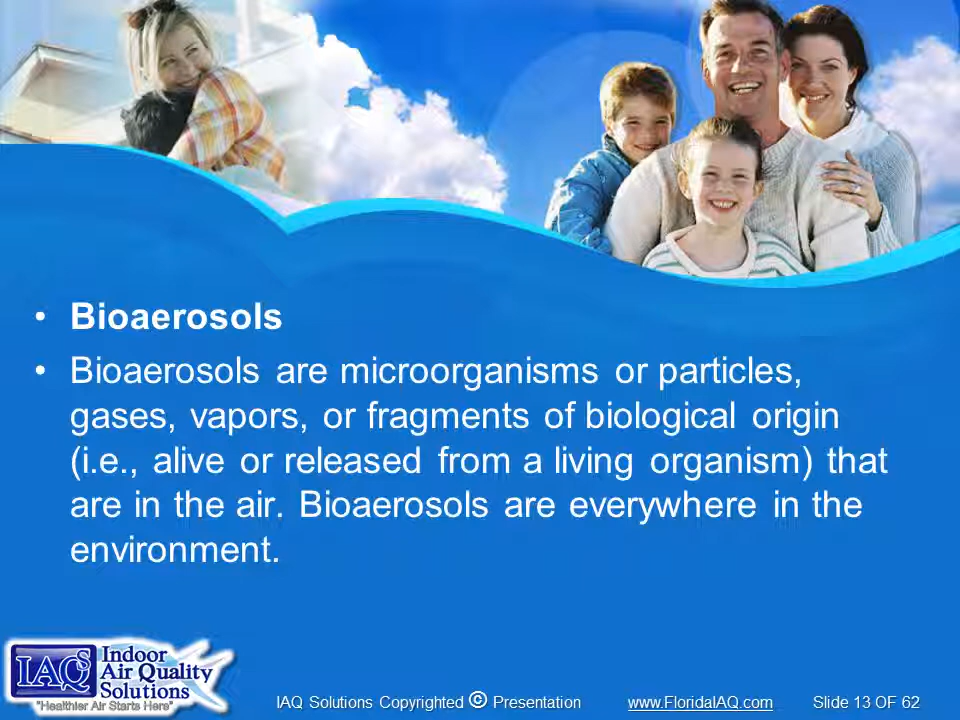 • Bioaerosols
• Bioaerosols are microorganisms or particles,
gases, vapors, or fragments of biological origin
(i.e., alive or released from a living organism) that
are in the air. Bioaerosols are everywhere in the
environment.
IAQS
Indoor
Air Quality
Solutions
"Healthier Air Starts Here"
IAQ Solutions Copyrighted © Presentation www.FloridaIAQ.com Slide 13 OF 62